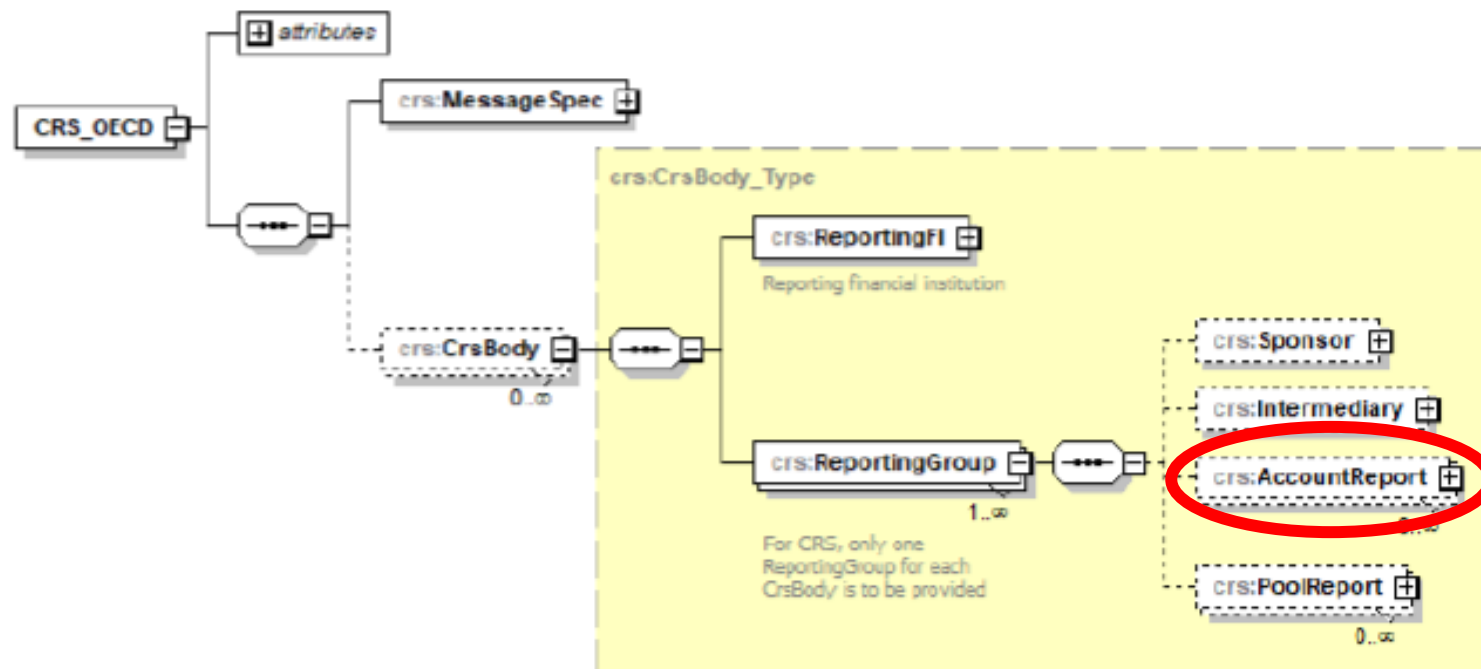 attributes
crs:MessageSpec
CRS_OECD
crs:CrsBody_Type
crs:ReportingFI
Reporting financial institution
crs:CrsBody
0..∞
crs:Sponsor
crs:Intermediary
crs:ReportingGroup
1..∞
crs:AccountReport
0..∞
For CRS, only one
ReportingGroup for each
CrsBody is to be provided
crs:PoolReport
0..∞